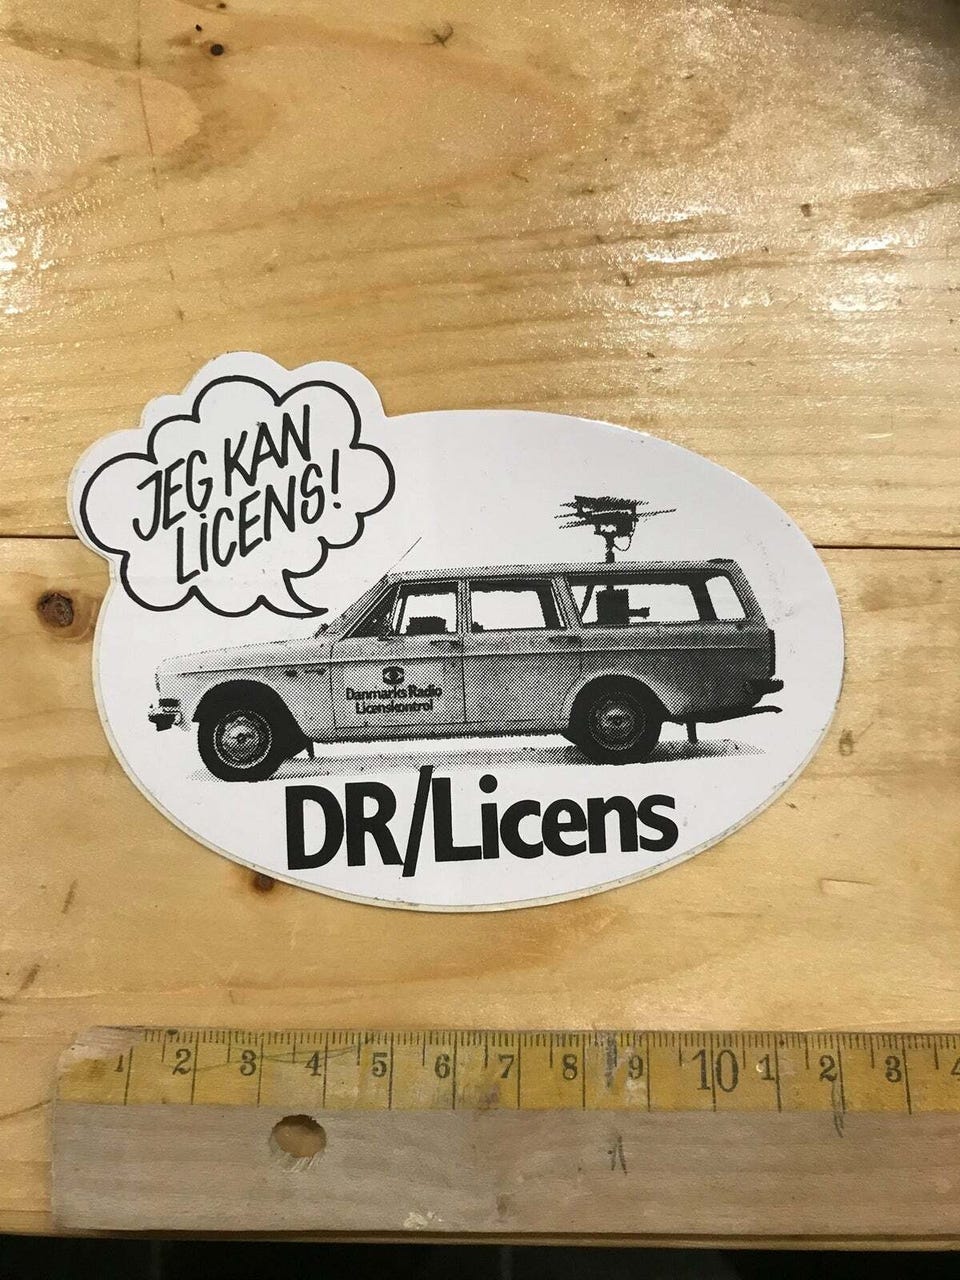 JEG KAN
LiCENS!
Danmarks Radio
Licenskontrol
DR/Licens
1 2 3 4 5 6 7 8 9 10 1 2 3 4